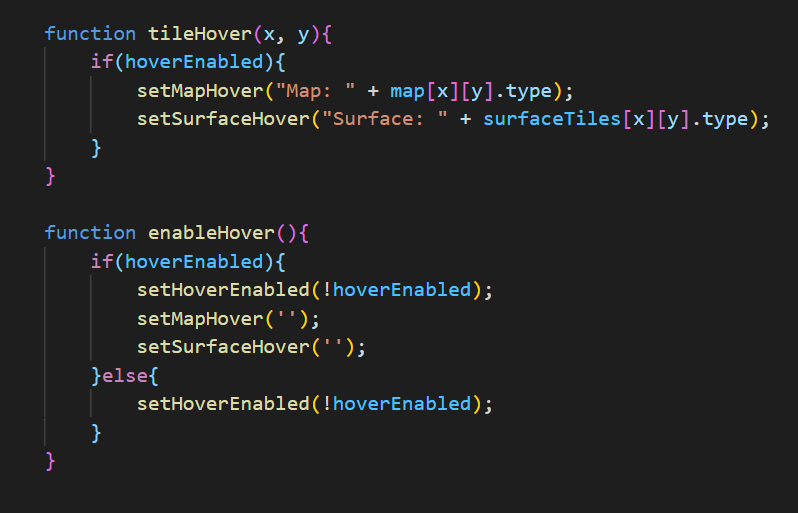 function tileHover(x, y){
    if(hoverEnabled){
        setMapHover("Map: " + map[x][y].type);
        setSurfaceHover("Surface: " + surfaceTiles[x][y].type);
    }
}

function enableHover(){
    if(hoverEnabled){
        setHoverEnabled(!hoverEnabled);
        setMapHover('');
        setSurfaceHover('');
    }else{
        setHoverEnabled(!hoverEnabled);
    }
}